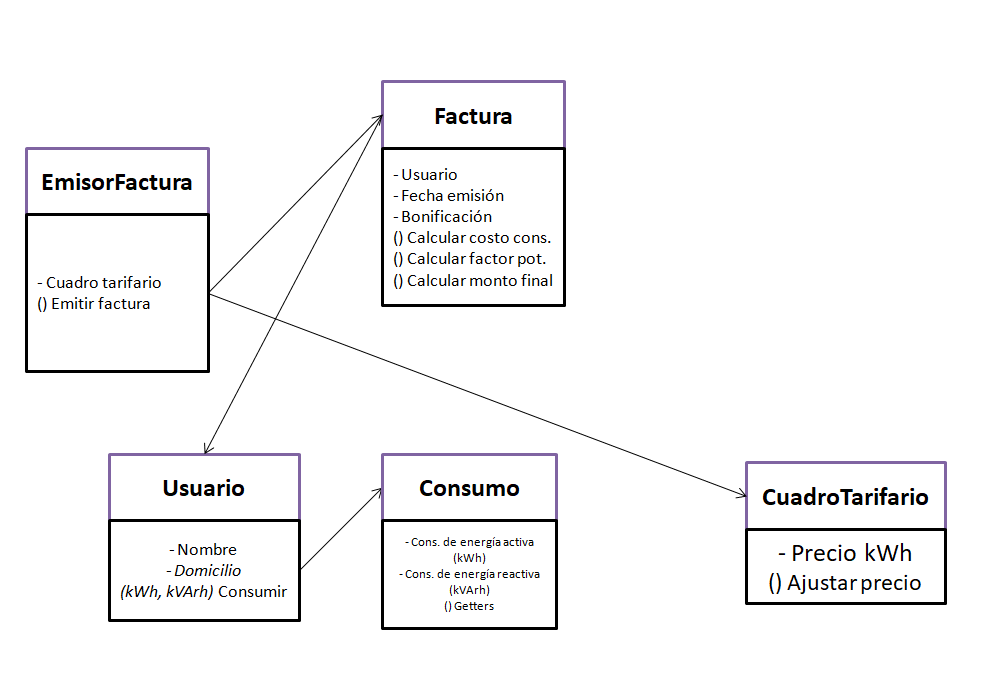 Factura
- Usuario
- Fecha emisión
- Bonificación
() Calcular costo cons.
() Calcular factor pot.
() Calcular monto final
EmisorFactura
- Cuadro tarifario
() Emitir factura
Usuario
- Nombre
- Domicilio
(kWh, kVArh) Consumir
Consumo
- Cons. de energía activa
(kWh)
- Cons. de energía reactiva
(kVArh)
() Getters
CuadroTarifario
- Precio kWh
() Ajustar precio